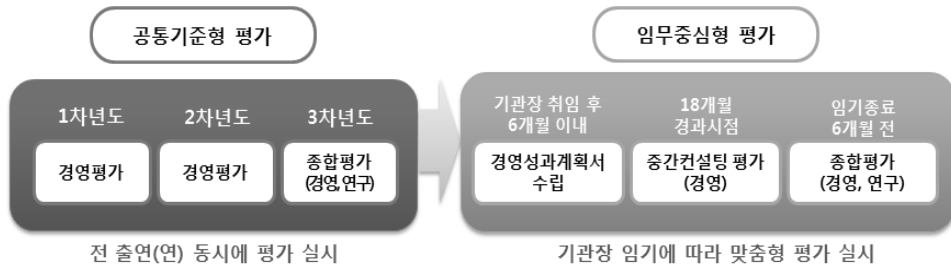 공통기준형 평가
임무중심형 평가
1차년도
경영평가
2차년도
경영평가
3차년도
종합평가
(경영,연구)
전 출연(연) 동시에 평가 실시
기관장 취임 후
6개월 이내
경영성과계획서
수립
18개월
경과시점
중간컨설팅 평가
(경영)
임기종료
6개월 전
종합평가
(경영, 연구)
기관장 임기에 따라 맞춤형 평가 실시